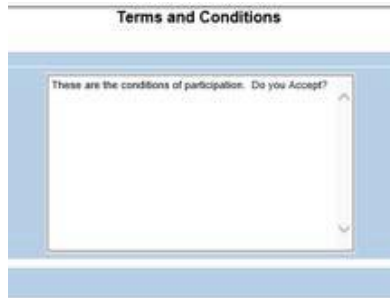 Terms and Conditions
These are the conditions of participation. Do you Accept?